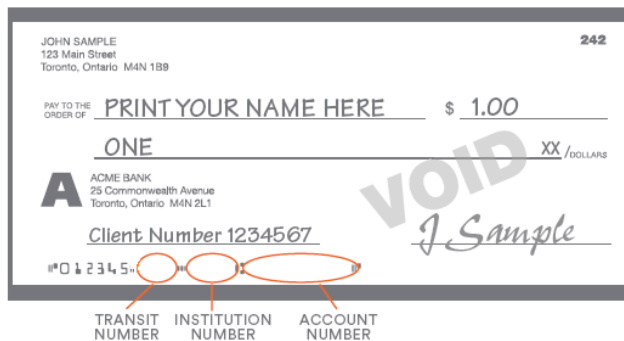 JOHN SAMPLE
123 Main Street
Toronto, Ontario M4N 1B9
242
PAY TO THE
ORDER OF PRINT YOUR NAME HERE $ 1.00
ONE XX /DOLLARS
VOID
A
ACME BANK
25 Commonwealth Avenue
Toronto, Ontario M4N 2L1
Client Number 1234567
J Sample
⑈012345⑉ ⑉ ⑆ ⑈
TRANSIT
NUMBER
INSTITUTION
NUMBER
ACCOUNT
NUMBER